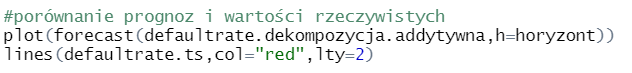 #porównanie prognoz i wartości rzeczywistych
plot(forecast(defaultrate.dekompozycja.addytywna,h=horyzont))
lines(defaultrate.ts,col="red",lty=2)